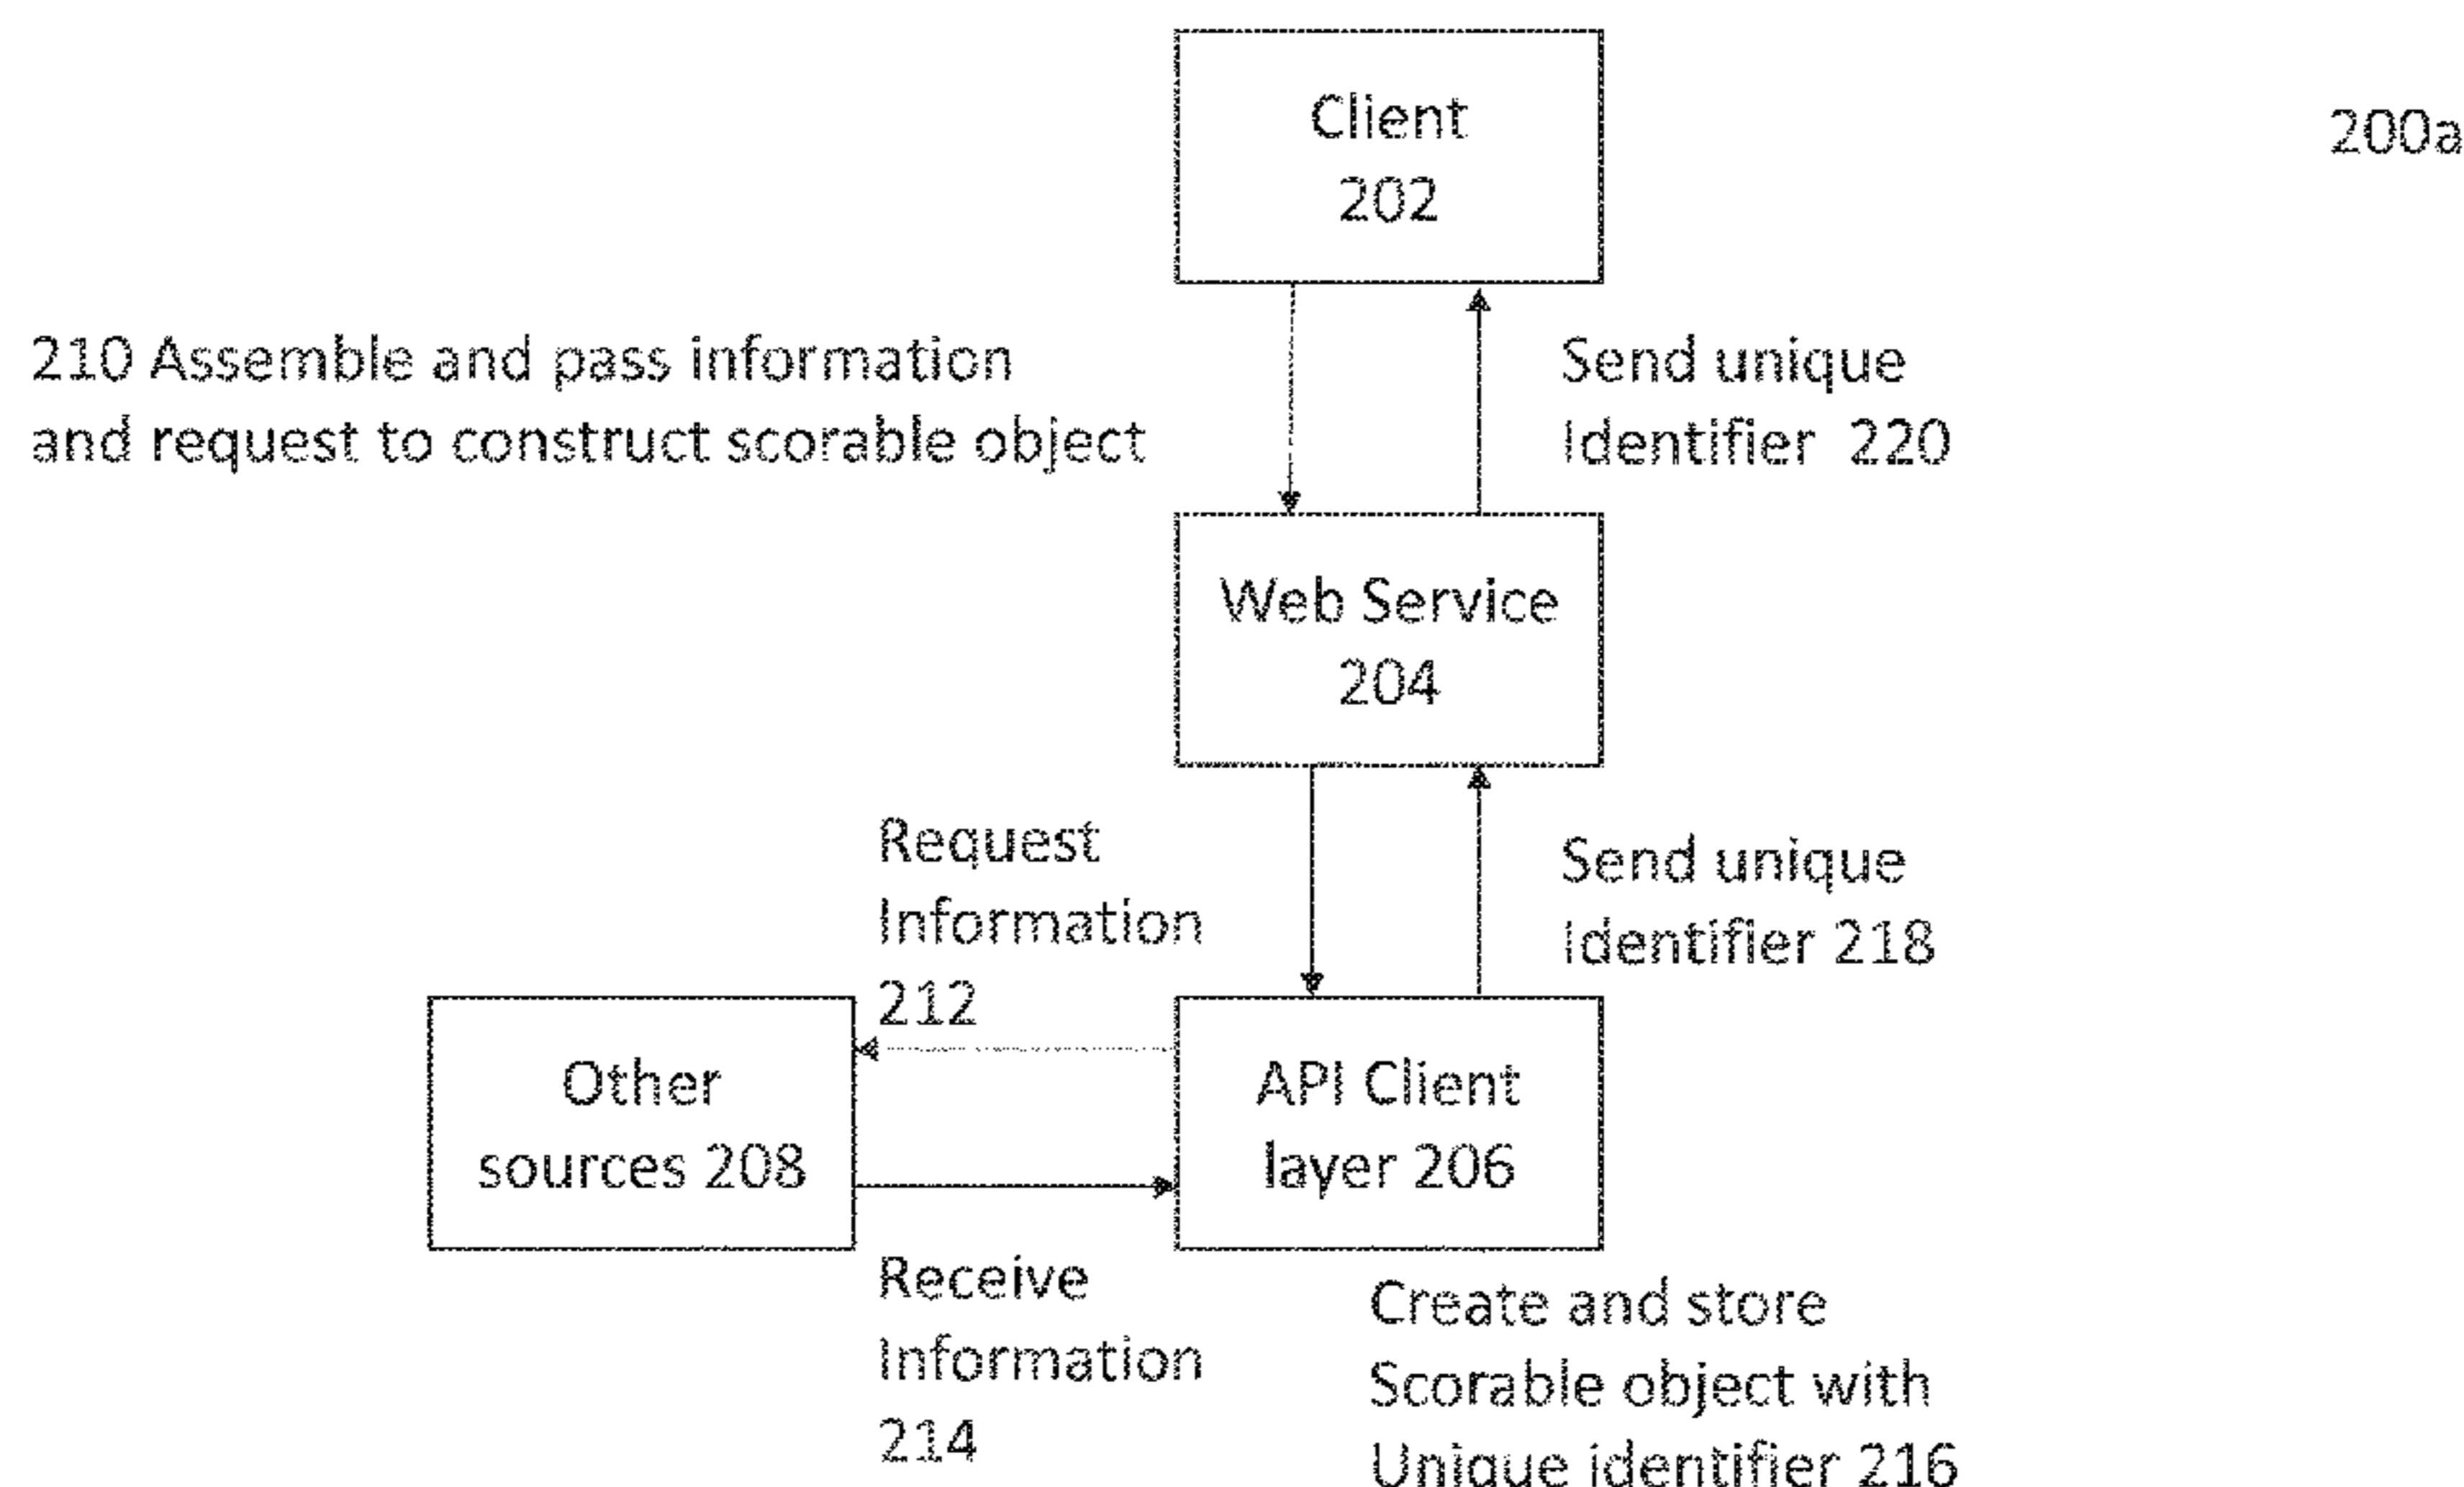 Client
202
200a
210 Assemble and pass information
and request to construct scorable object
Send unique
Identifier 220
Web Service
204
Request
Information
212
Send unique
Identifier 218
Other
sources 208
API Client
layer 206
Receive
Information
214
Create and store
Scorable object with
Unique identifier 216